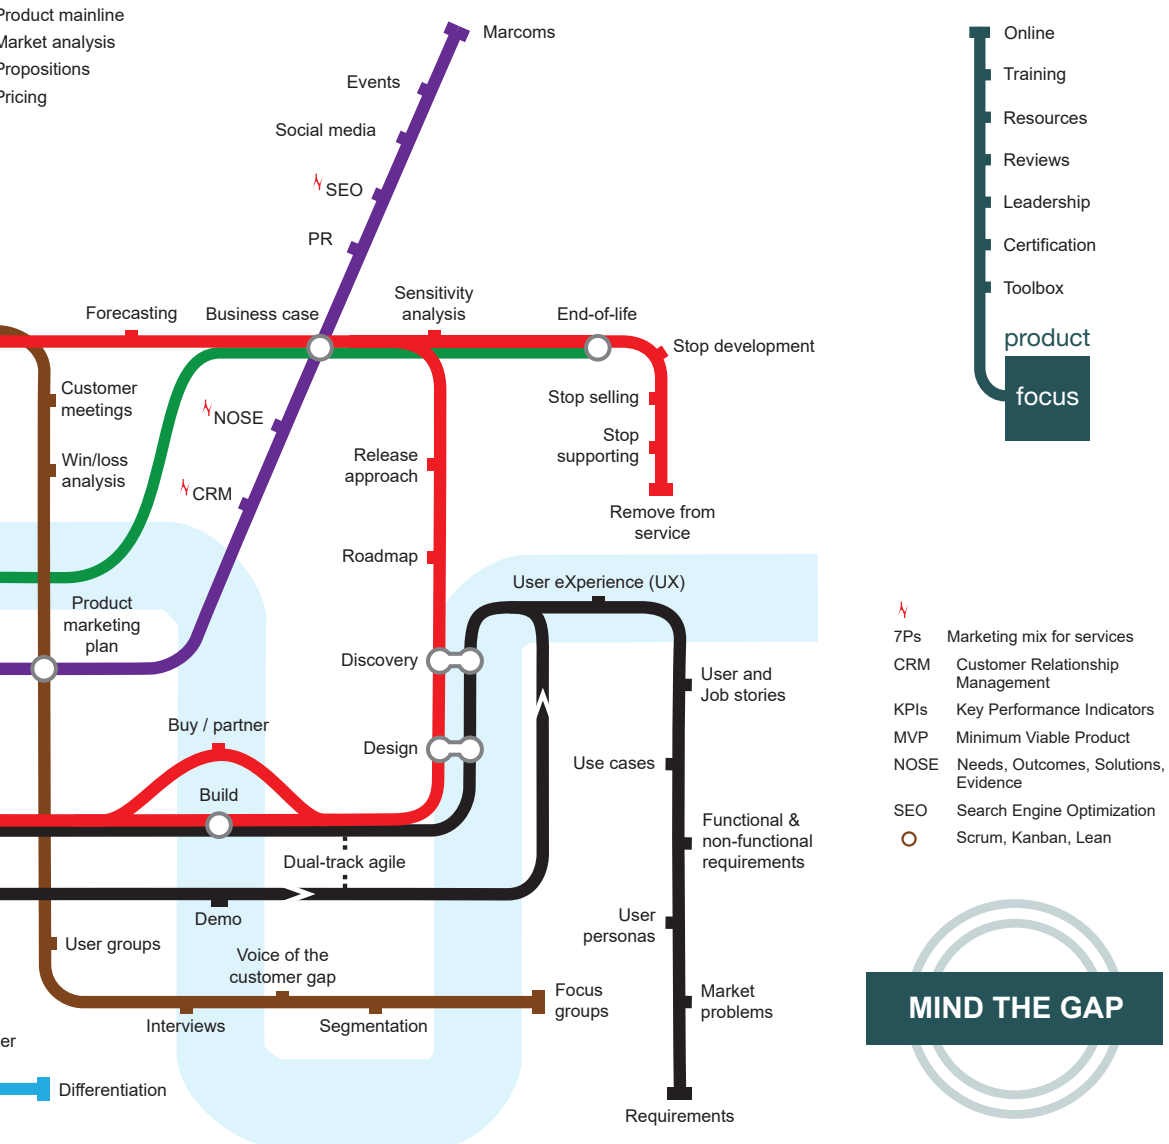 Product mainline
Market analysis
Propositions
Pricing
Marcoms
Events
Social media
SEO
PR
Forecasting
Business case
Sensitivity
analysis
End-of-life
Stop development
Stop selling
Stop
supporting
Remove from
service
Customer
meetings
Win/loss
analysis
NOSE
CRM
Release
approach
Roadmap
Product
marketing
plan
Discovery
Design
Buy / partner
Build
Dual-track agile
Demo
User groups
Voice of the
customer gap
Interviews
Segmentation
Focus
groups
er
Differentiation
User eXperience (UX)
User and
Job stories
Use cases
Functional &
non-functional
requirements
User
personas
Market
problems
Requirements
Online
Training
Resources
Reviews
Leadership
Certification
Toolbox
product
focus
7Ps Marketing mix for services
CRM Customer Relationship
Management
KPIs Key Performance Indicators
MVP Minimum Viable Product
NOSE Needs, Outcomes, Solutions,
Evidence
SEO Search Engine Optimization
Scrum, Kanban, Lean
MIND THE GAP